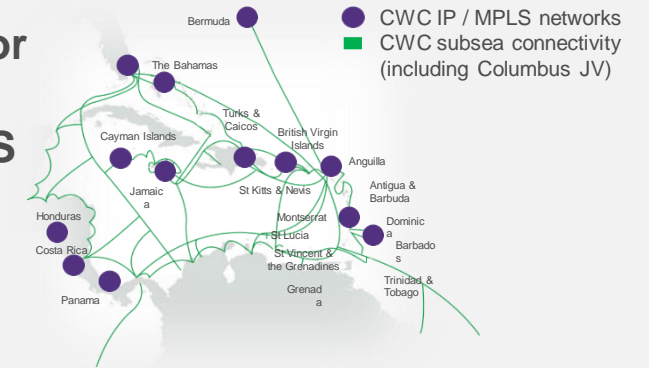 or
s
Bermuda
CWC IP / MPLS networks
CWC subsea connectivity
(including Columbus JV)
The Bahamas
Turks &
Caicos
Cayman Islands
British Virgin
Islands
Anguilla
Jamaic
a
St Kitts & Nevis
Antigua &
Barbuda
Montserrat
Dominic
a
Honduras
St Lucia
Barbado
s
Costa Rica
St Vincent &
the Grenadines
Grenad
a
Trinidad &
Tobago
Panama